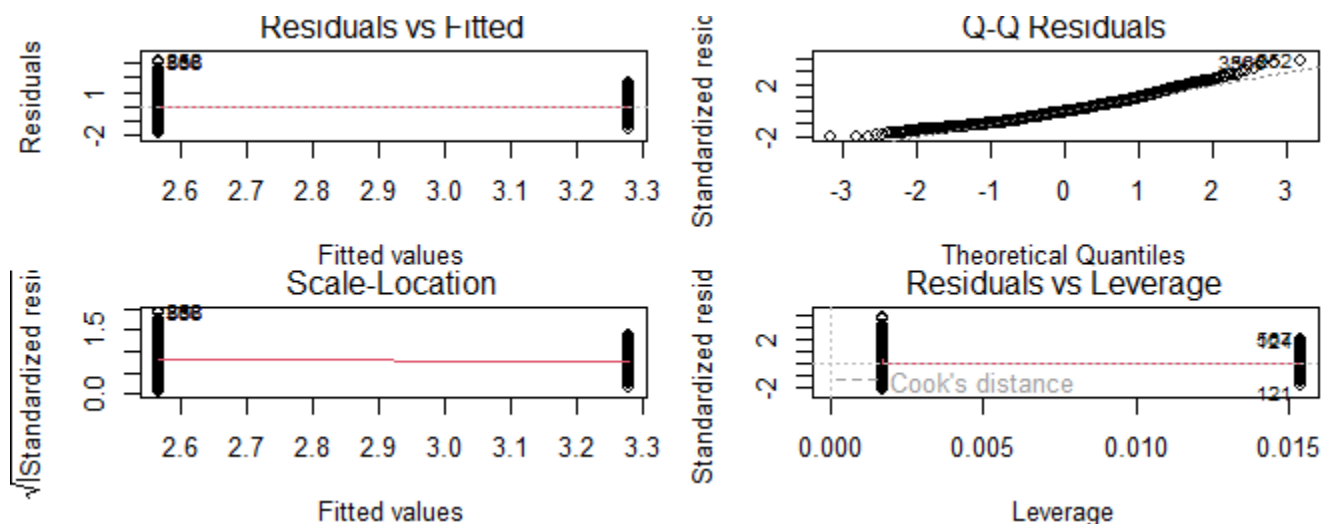 Residuals vs Fitted
Residuals
1
-2
2.6 2.7 2.8 2.9 3.0 3.1 3.2 3.3
Fitted values
Q-Q Residuals
Standardized resid
2
-2
-3 -2 -1 0 1 2 3
Theoretical Quantiles
Scale-Location
√|Standardized resi
1.5
0.0
2.6 2.7 2.8 2.9 3.0 3.1 3.2 3.3
Fitted values
Residuals vs Leverage
Standardized resid
2
-2
Cook's distance
121
0.000 0.005 0.010 0.015
Leverage